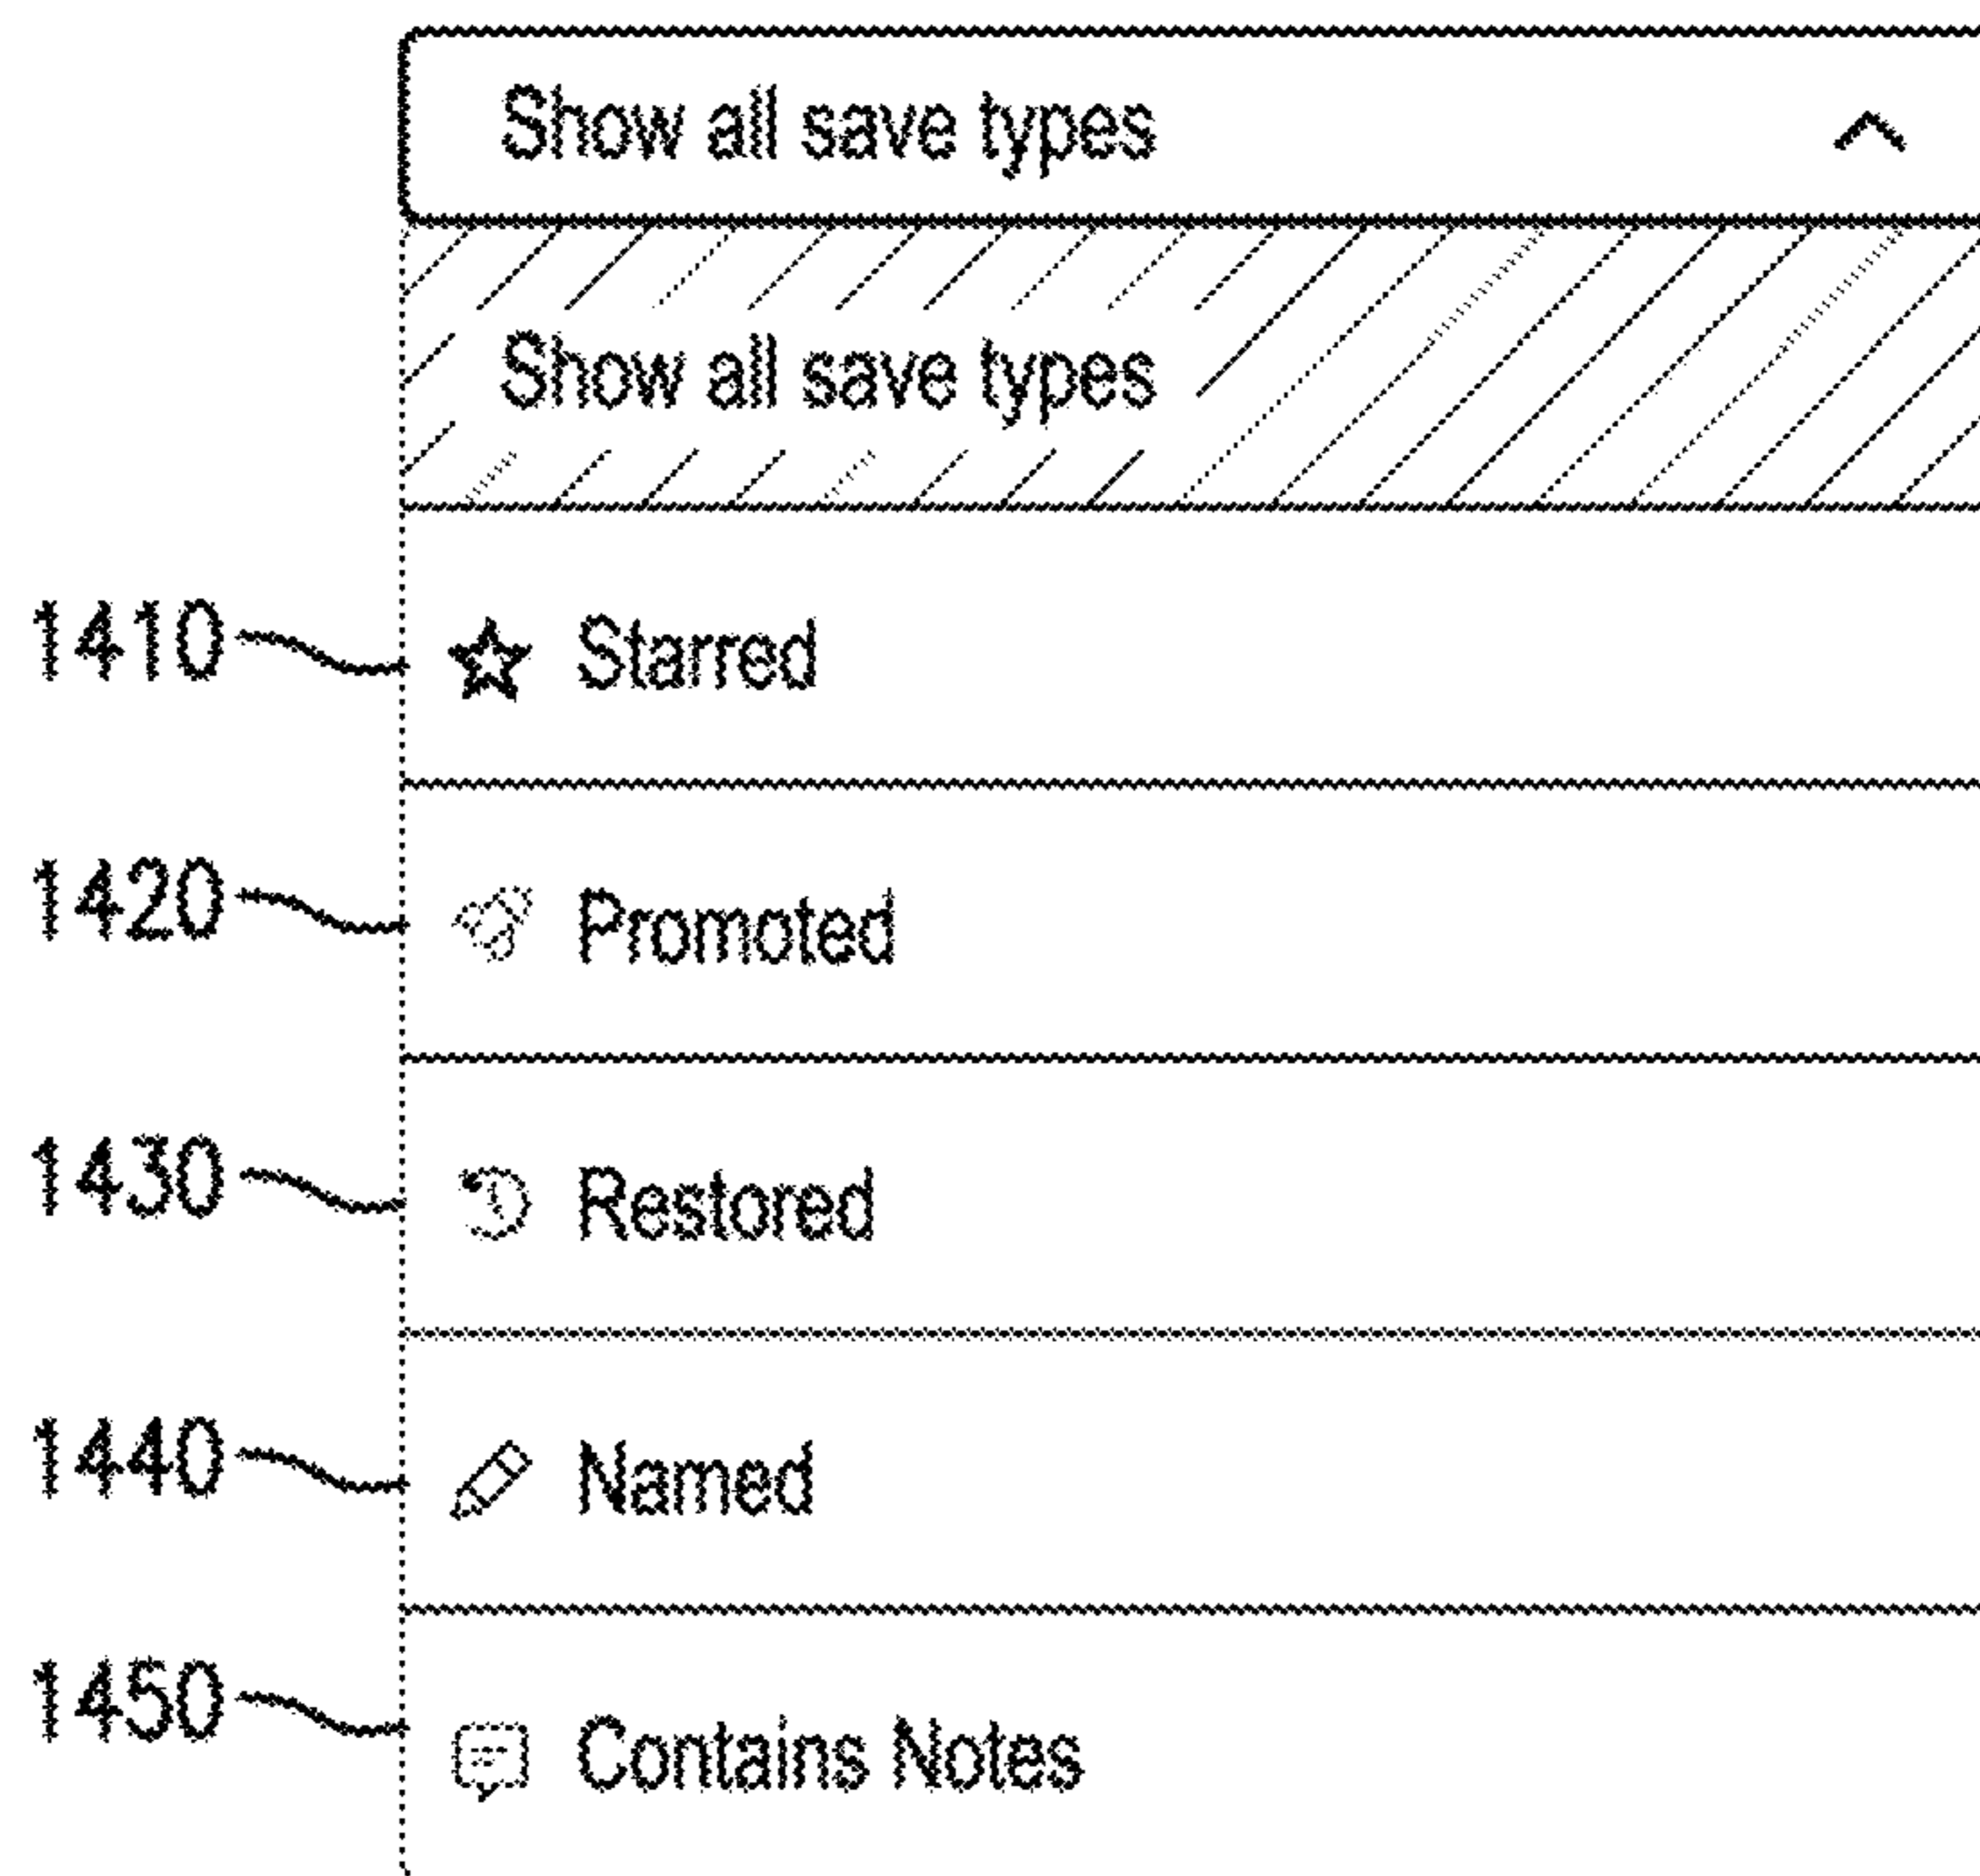 Show all save types
Show all save types
1410 Starred
1420 Promoted
1430 Restored
1440 Named
1450 Contains Notes